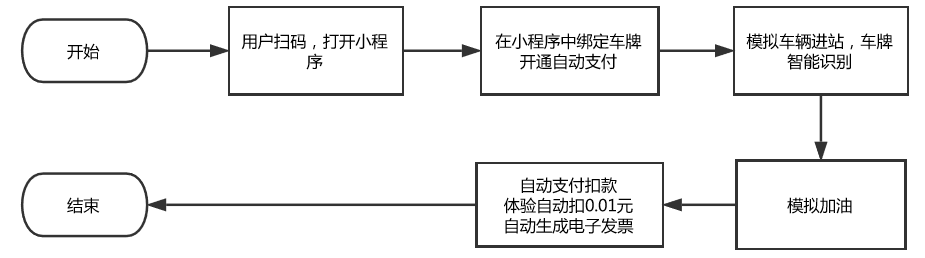 开始
用户扫码，打开小程
序
在小程序中绑定车牌
开通自动支付
模拟车辆进站，车牌
智能识别
模拟加油
自动支付扣款
体验自动扣0.01元
自动生成电子发票
结束